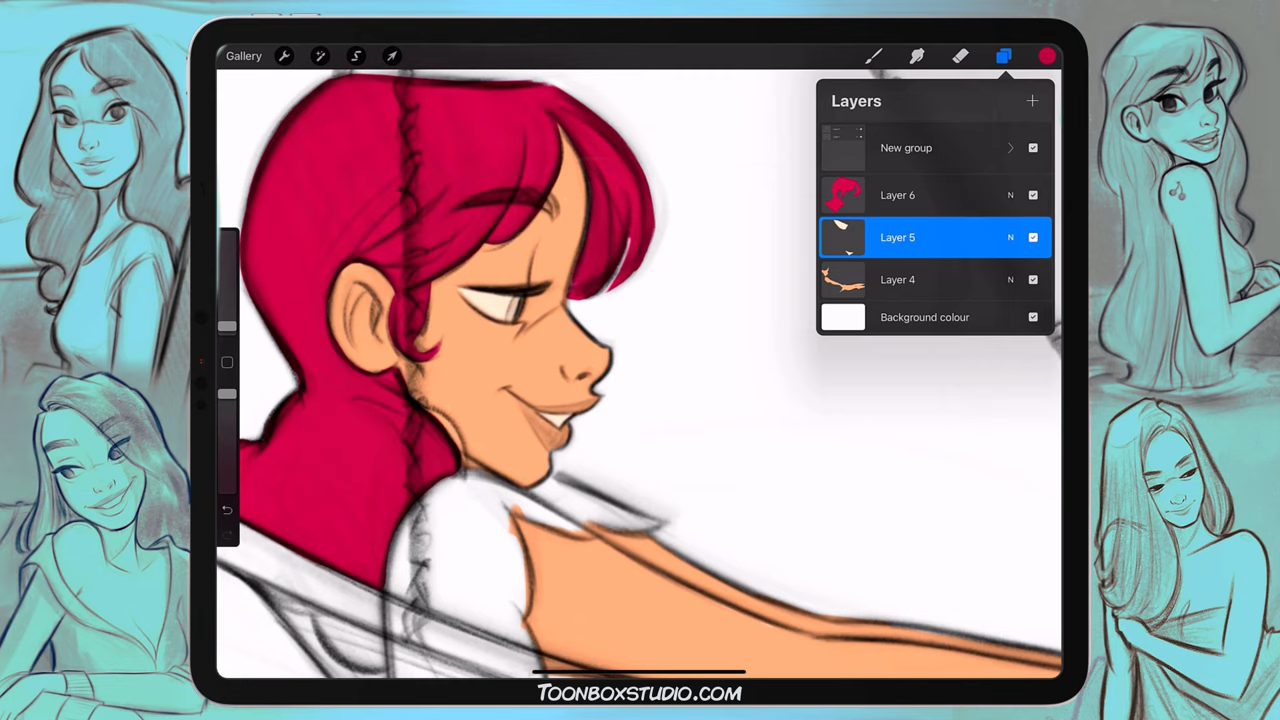 Gallery
Layers
New group
Layer 6 N
Layer 5 N
Layer 4 N
Background colour
TOONBOXSTUDIO.COM